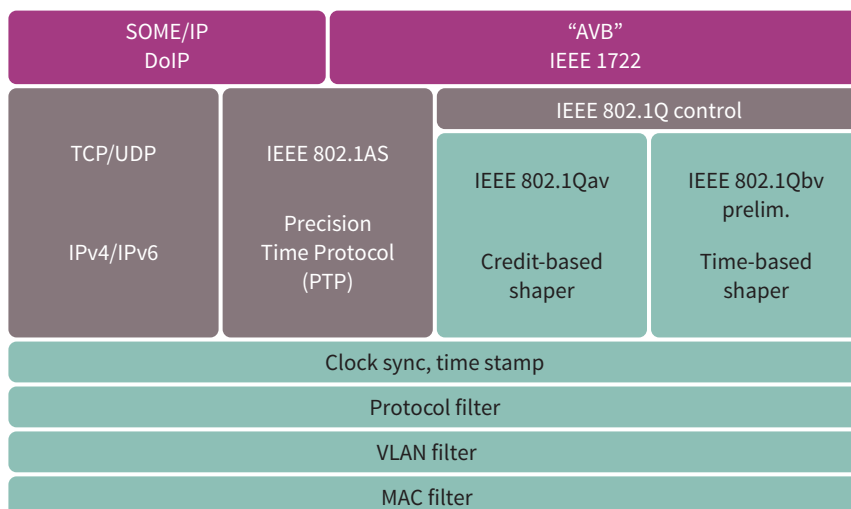 SOME/IP
DoIP
“AVB”
IEEE 1722
TCP/UDP
IPv4/IPv6
IEEE 802.1AS
Precision
Time Protocol
(PTP)
IEEE 802.1Q control
IEEE 802.1Qav
Credit-based
shaper
IEEE 802.1Qbv
prelim.
Time-based
shaper
Clock sync, time stamp
Protocol filter
VLAN filter
MAC filter